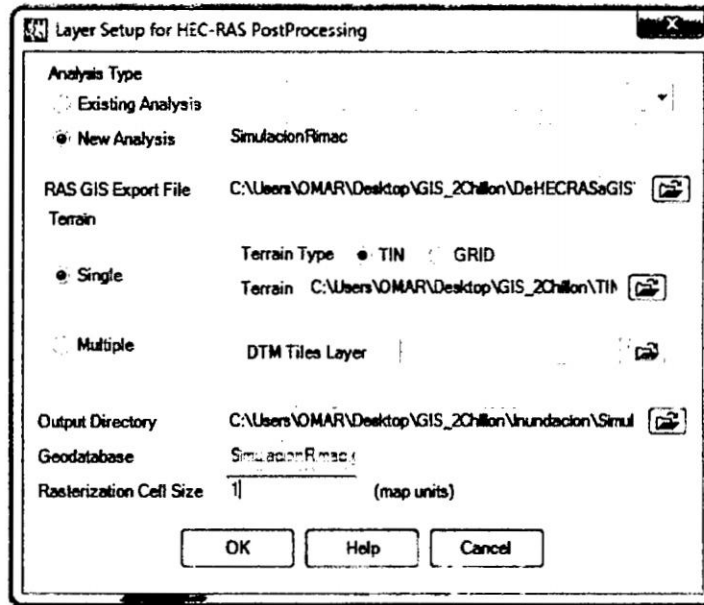 Layer Setup for HEC-RAS PostProcessing
Analysis Type
Existing Analysis
New Analysis SimulacionRimac
RAS GIS Export File C:\Users\OMAR\Desktop\GIS_2Chillon\DeHECRASaGIS
Terrain
Terrain Type TIN GRID
Single
Terrain C:\Users\OMAR\Desktop\GIS_2Chillon\TIN
Multiple DTM Tiles Layer
Output Directory C:\Users\OMAR\Desktop\GIS_2Chillon\Inundacion\Simul
Geodatabase SimulacionRimac.
Rasterization Cell Size 1 (map units)
OK Help Cancel